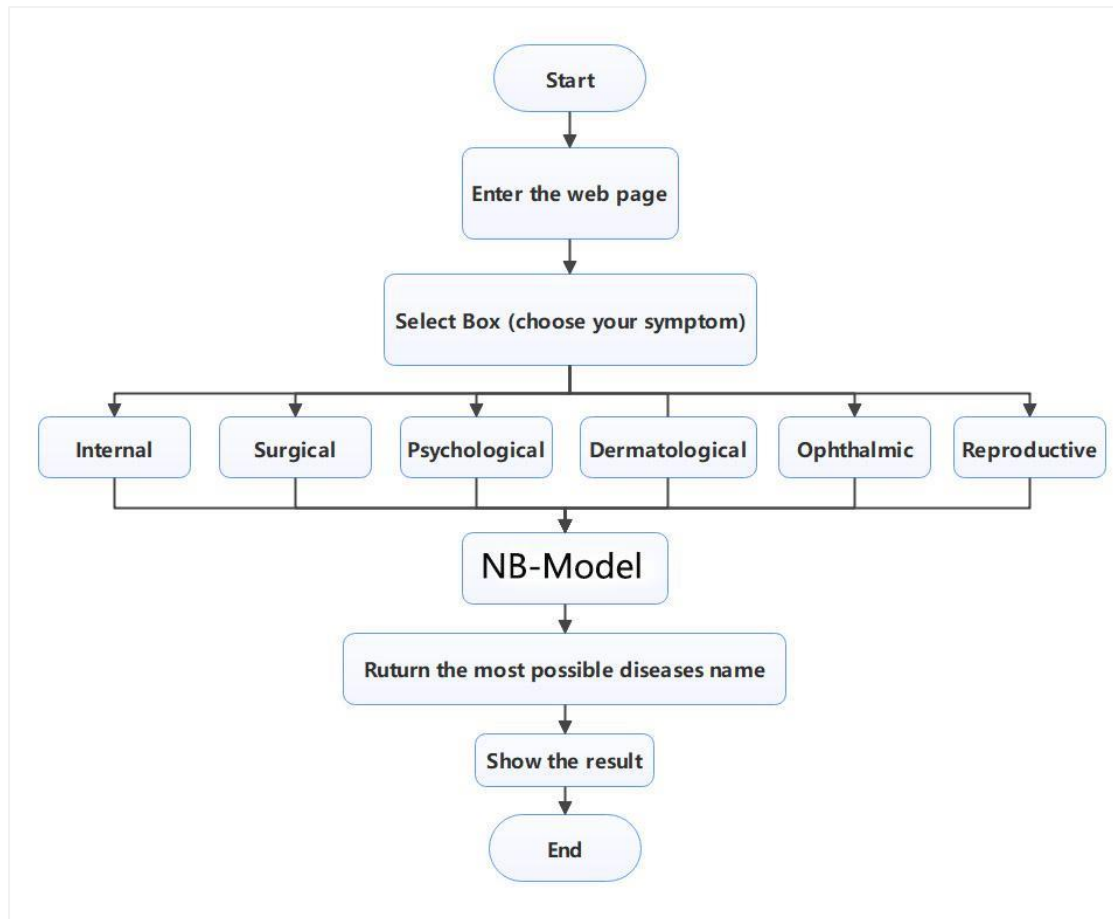 Start
Enter the web page
Select Box (choose your symptom)
Internal
Surgical
Psychological
Dermatological
Ophthalmic
Reproductive
NB-Model
Ruturn the most possible diseases name
Show the result
End